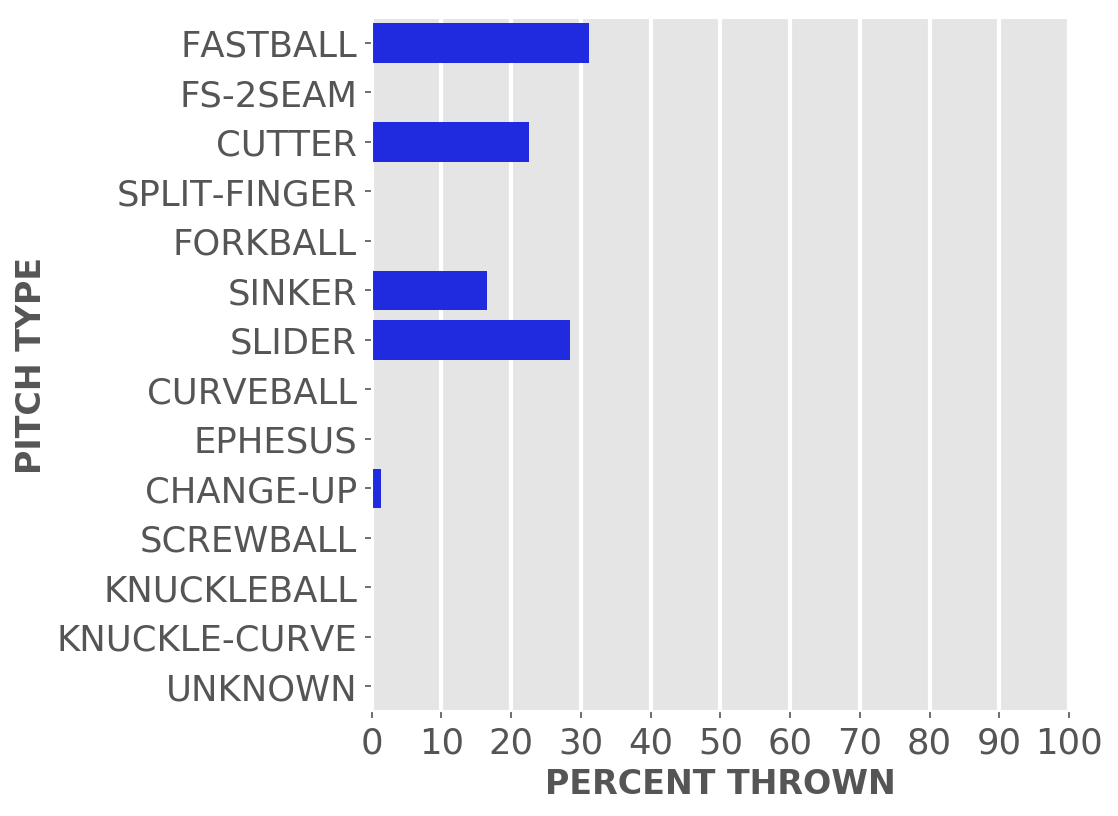 FASTBALL
FS-2SEAM
CUTTER
SPLIT-FINGER
FORKBALL
SINKER
SLIDER
CURVEBALL
EPHESUS
CHANGE-UP
SCREWBALL
KNUCKLEBALL
KNUCKLE-CURVE
UNKNOWN
PITCH TYPE
0 10 20 30 40 50 60 70 80 90 100
PERCENT THROWN